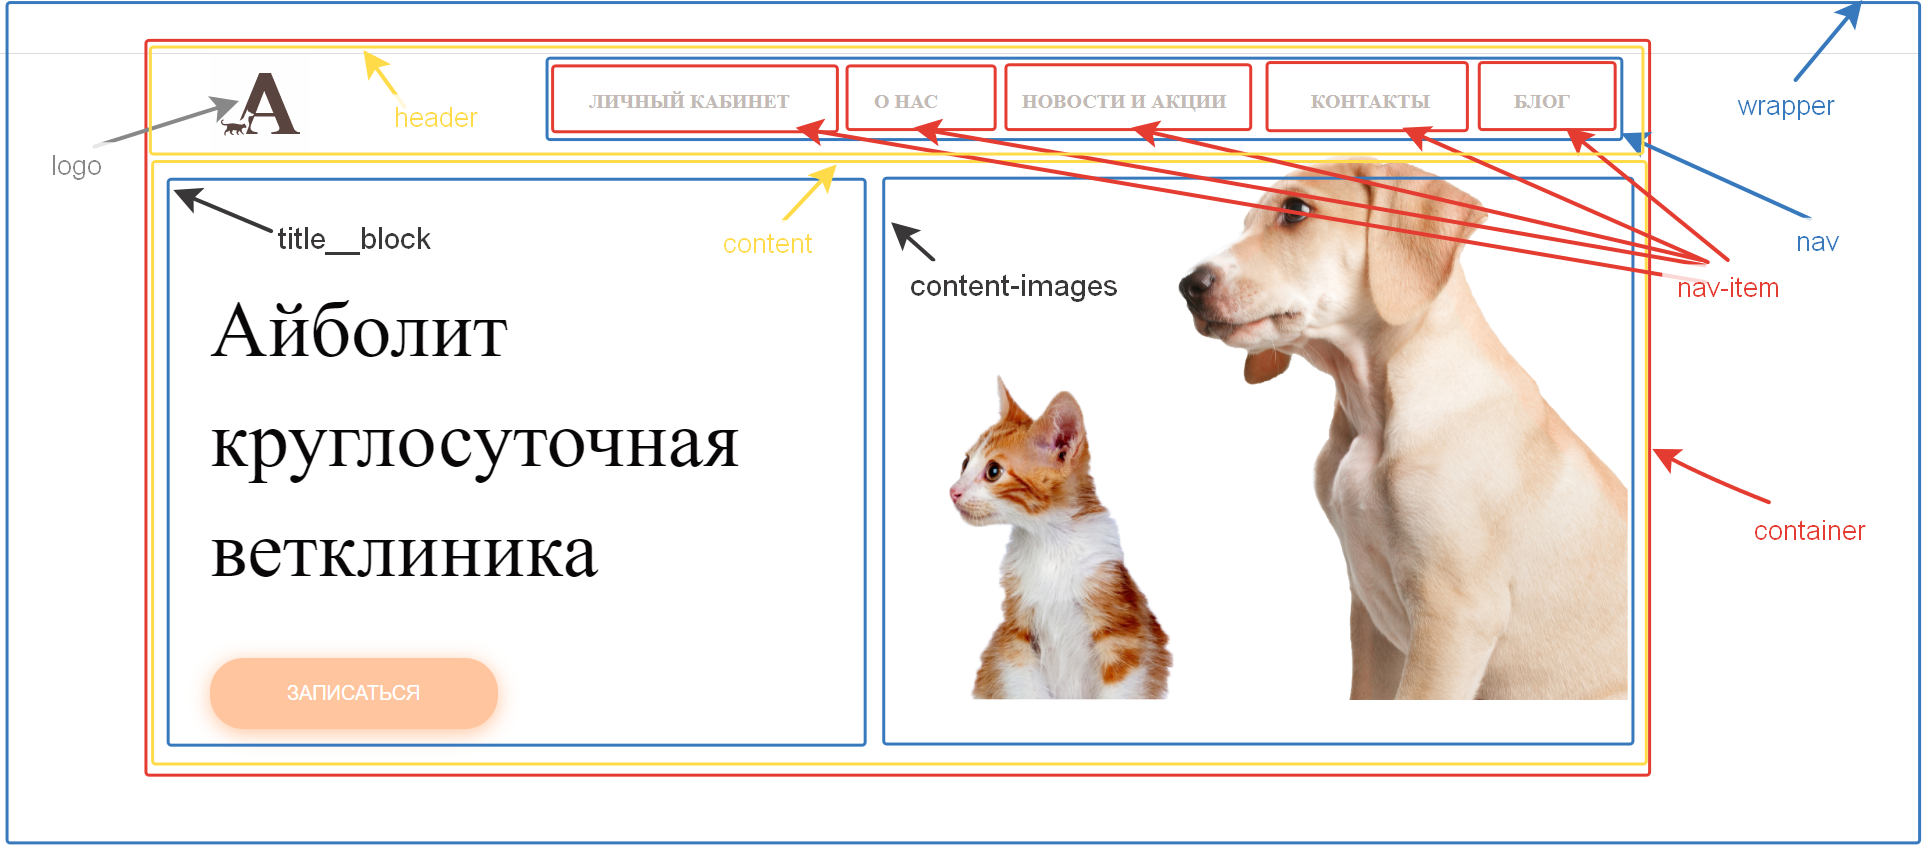 wrapper
header
logo
А
ЛИЧНЫЙ КАБИНЕТ
О НАС
НОВОСТИ И АКЦИИ
КОНТАКТЫ
БЛОГ
nav
nav-item
title__block
content
content-images
Айболит
круглосуточная
ветклиника
ЗАПИСАТЬСЯ
container